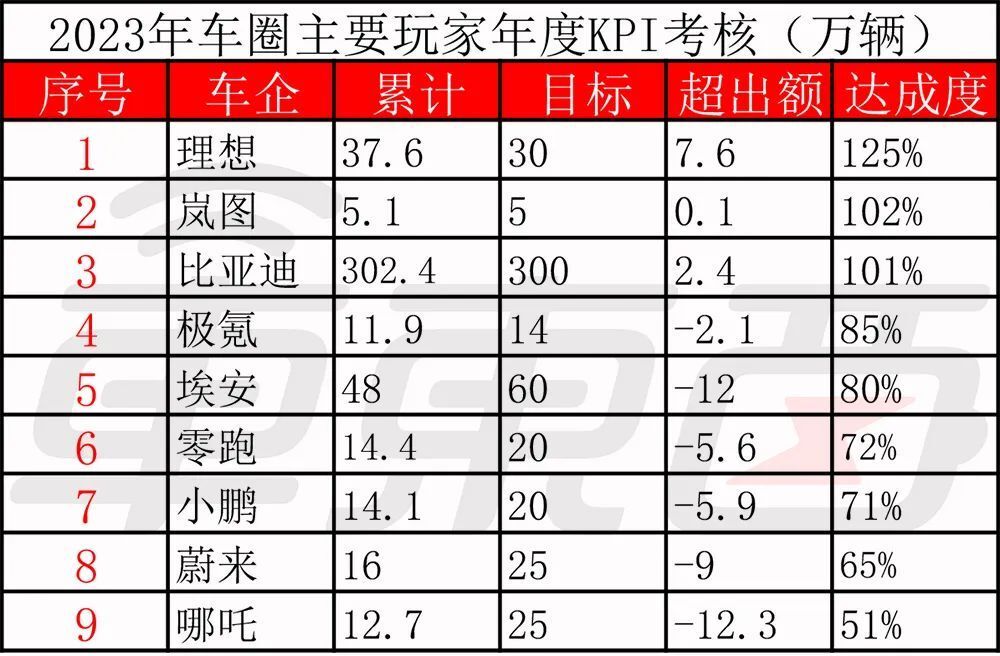 2023年车圈主要玩家年度KPI考核（万辆）
序号 车企 累计 目标 超出额 达成度
1 理想 37.6 30 7.6 125%
2 岚图 5.1 5 0.1 102%
3 比亚迪 302.4 300 2.4 101%
4 极氪 11.9 14 -2.1 85%
5 埃安 48 60 -12 80%
6 零跑 14.4 20 -5.6 72%
7 小鹏 14.1 20 -5.9 71%
8 蔚来 16 25 -9 65%
9 哪吒 12.7 25 -12.3 51%
车东西